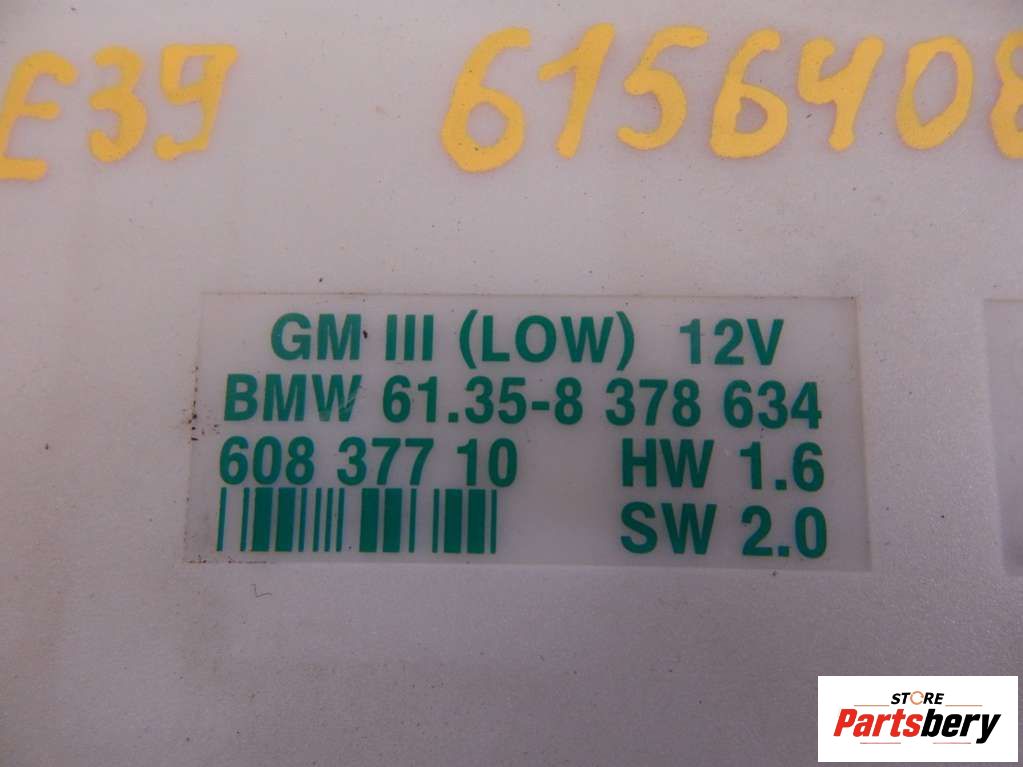 E39 6156408
GM III (LOW) 12V
BMW 61.35-8 378 634
608 377 10 HW 1.6
SW 2.0
STORE
Partsbery